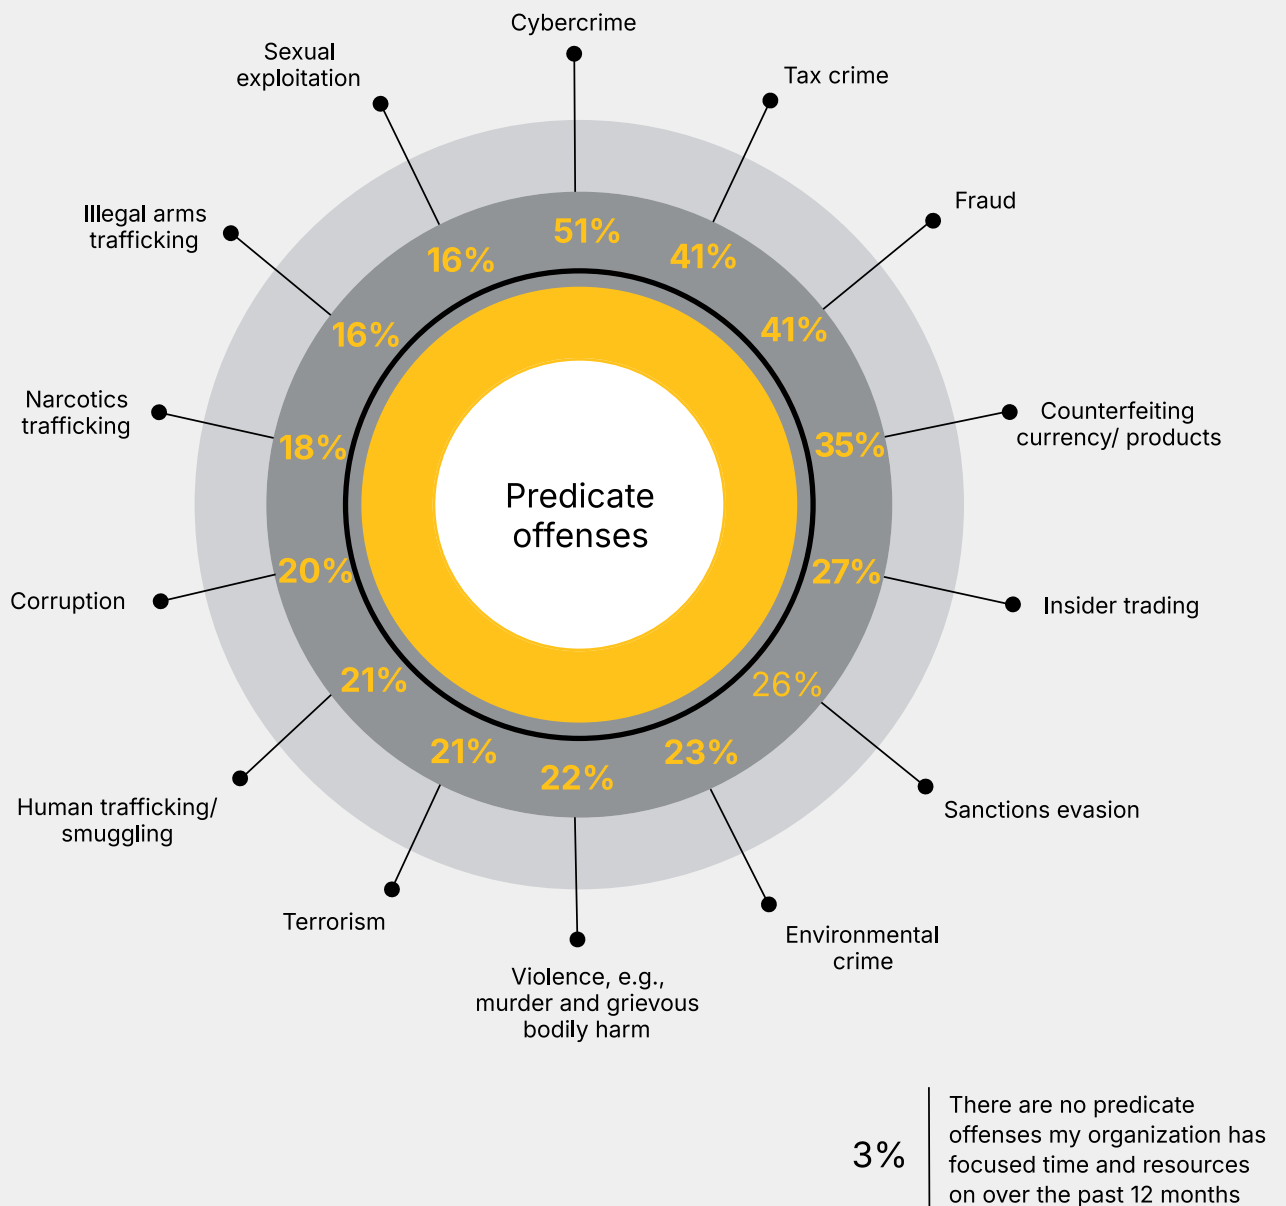 Cybercrime
51%
Tax crime
41%
Fraud
41%
Counterfeiting
currency/ products
35%
Insider trading
27%
Sanctions evasion
26%
Environmental
crime
23%
Violence, e.g.,
murder and grievous
bodily harm
22%
Terrorism
21%
Human trafficking/
smuggling
21%
Corruption
20%
Narcotics
trafficking
18%
Illegal arms
trafficking
16%
Sexual
exploitation
16%
Predicate
offenses
3%
There are no predicate
offenses my organization has
focused time and resources
on over the past 12 months